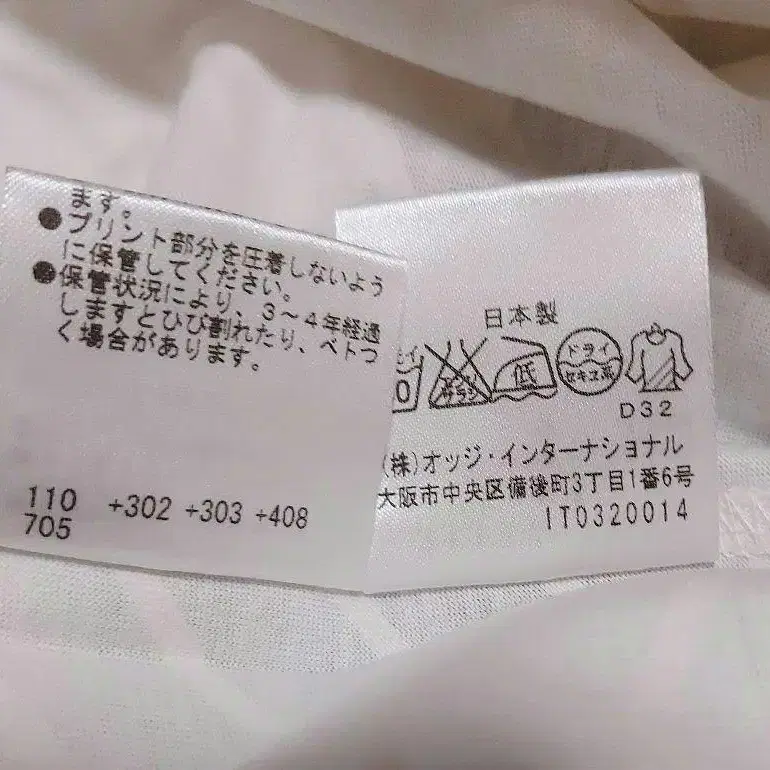 ます。
●プリント部分を圧着しないよう
に保管してください。
●保管状況により、3～4年経過
しますとひび割れたり、ベトつ
く場合があります。
110 +302 +303 +408
705
日本製
低
ドライ
セキユ系
D32
(株)オッジ・インターナショナル
大阪市中央区備後町3丁目1番6号
IT0320014